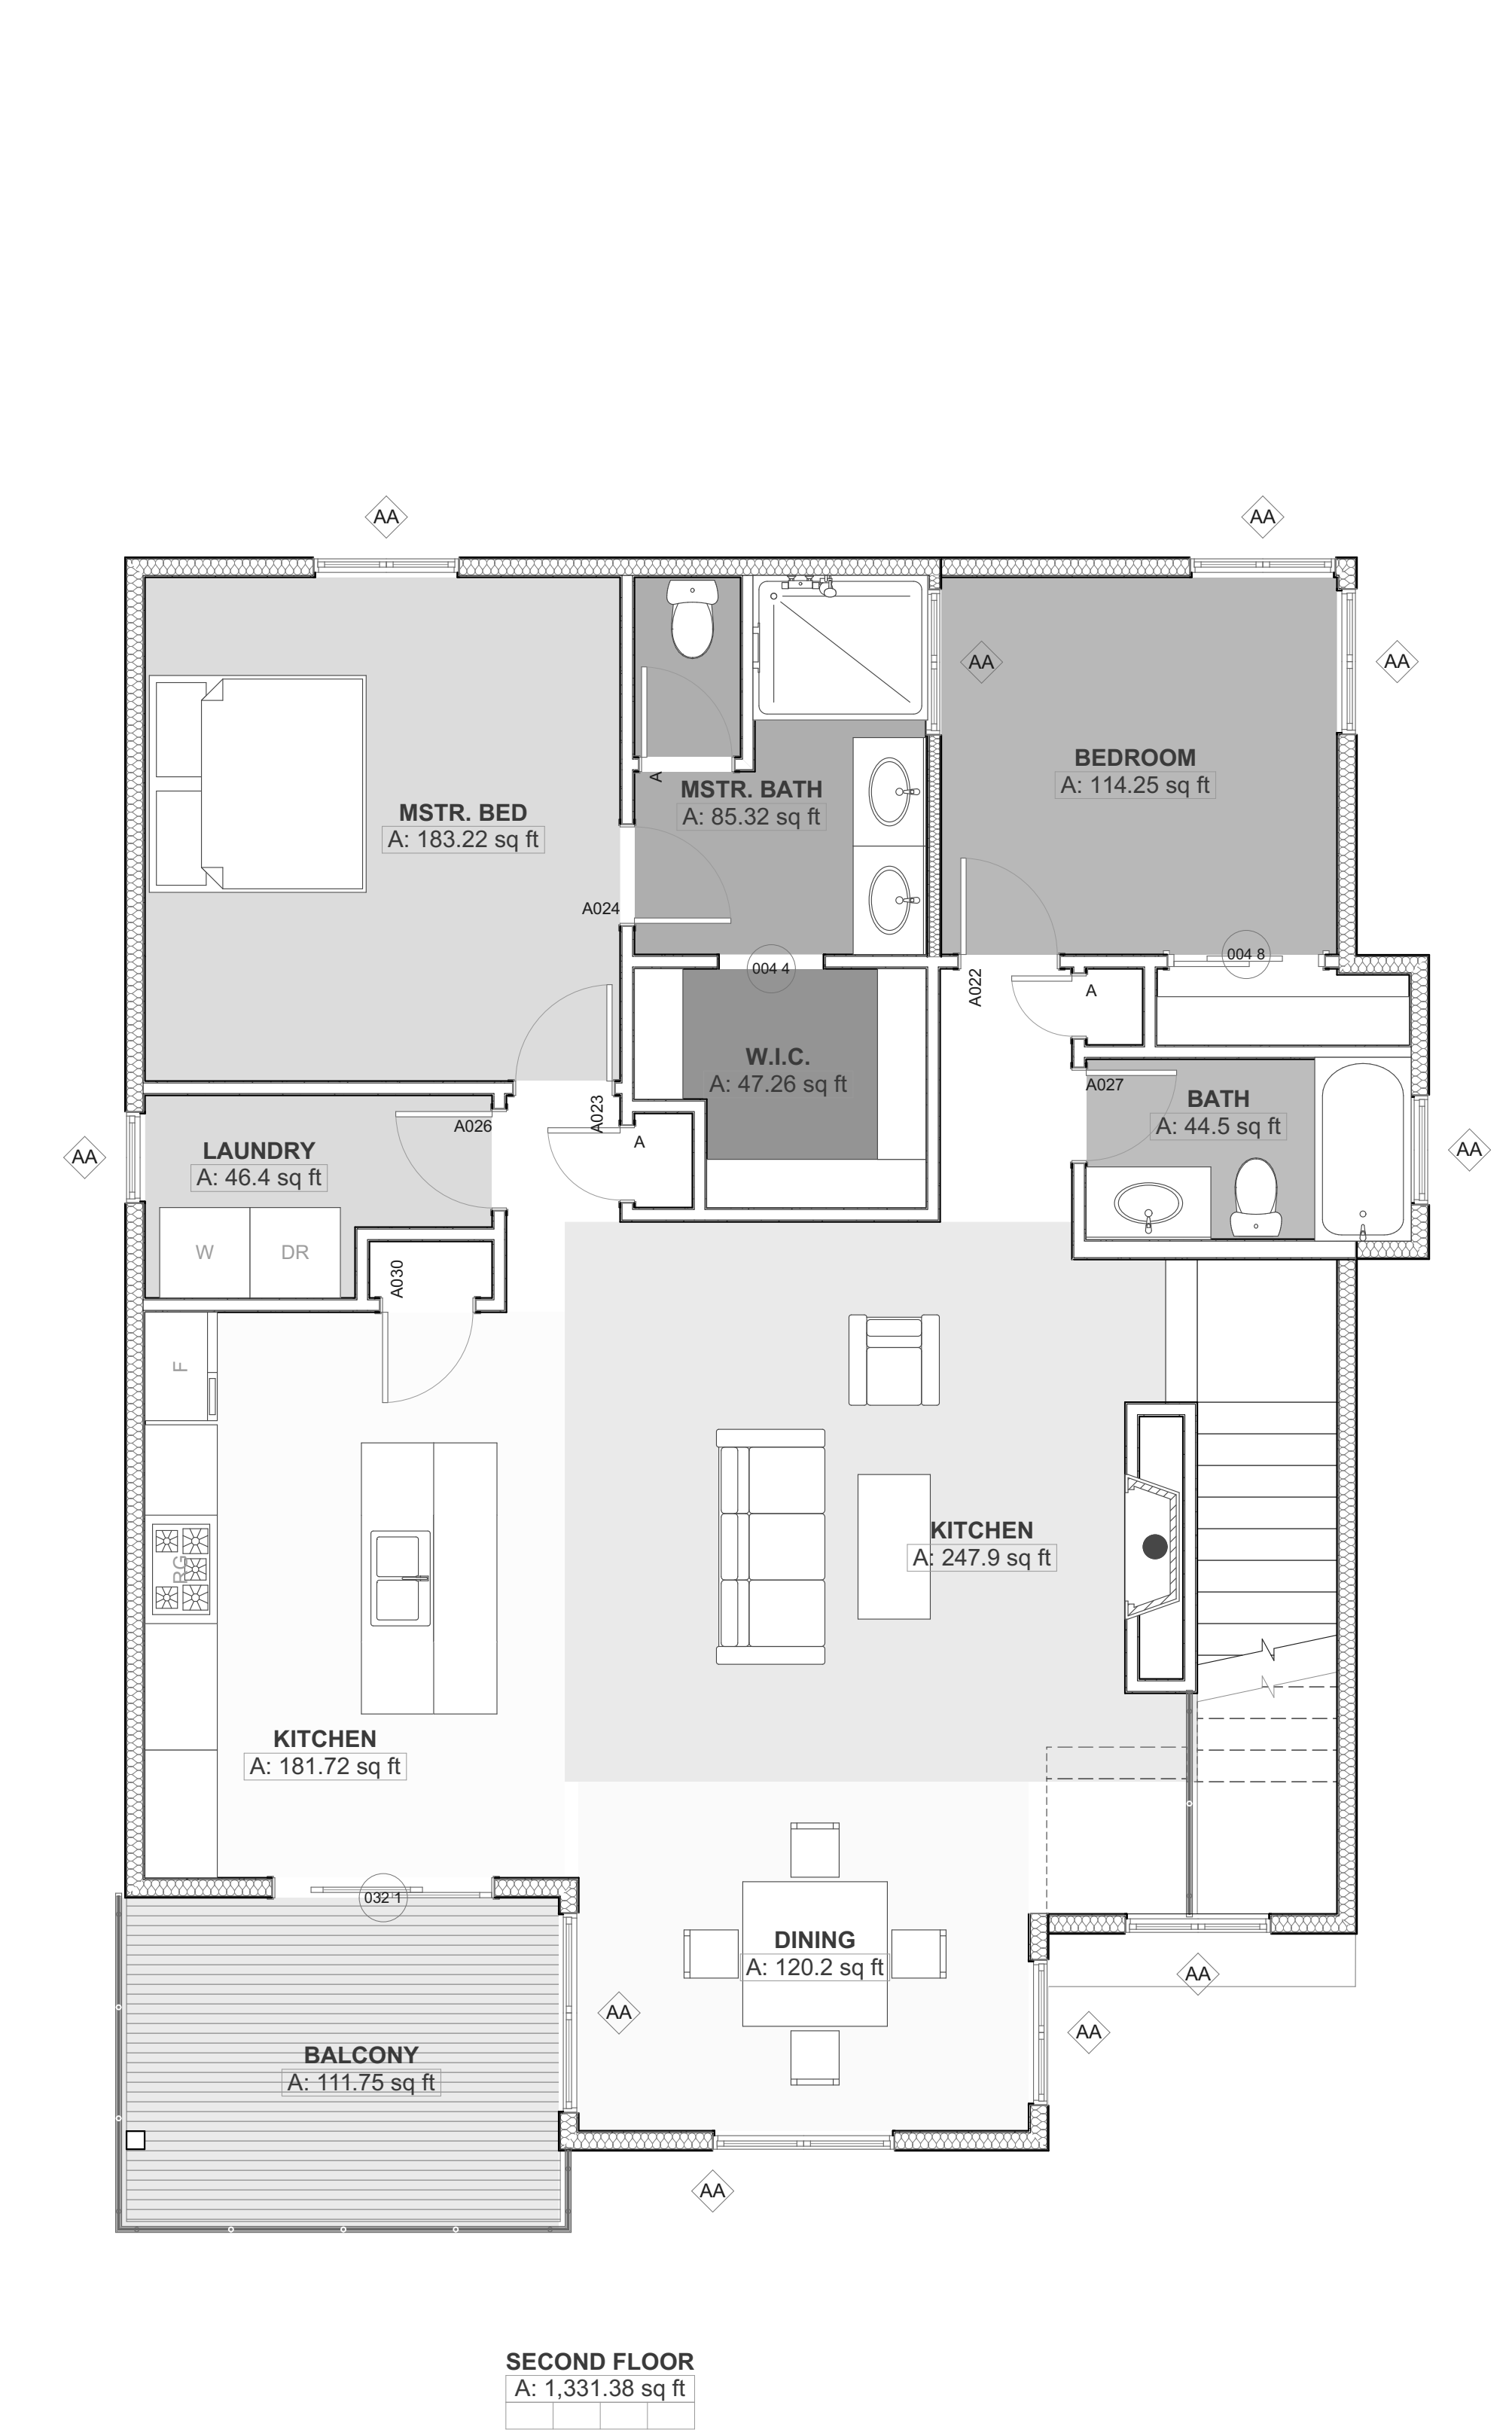 AA
AA
AA
AA
BEDROOM
A: 114.25 sq ft
A
MSTR. BATH
A: 85.32 sq ft
MSTR. BED
A: 183.22 sq ft
A024
004 4
004 8
A022
A
W.I.C.
A: 47.26 sq ft
A027
BATH
A: 44.5 sq ft
A023
A026
A
AA
LAUNDRY
A: 46.4 sq ft
AA
W
DR
A030
F
RG
KITCHEN
A: 247.9 sq ft
KITCHEN
A: 181.72 sq ft
032 1
DINING
A: 120.2 sq ft
AA
AA
AA
BALCONY
A: 111.75 sq ft
AA
SECOND FLOOR
A: 1,331.38 sq ft